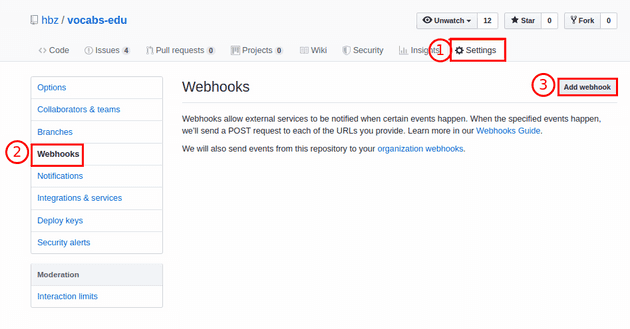 hbz / vocabs-edu
Unwatch 12 Star 0 Fork 0
Code Issues 4 Pull requests 0 Projects 0 Wiki Security Insights 1 Settings
Options
Collaborators & teams
Branches
2 Webhooks
Notifications
Integrations & services
Deploy keys
Security alerts
Moderation
Interaction limits
Webhooks 3 Add webhook
Webhooks allow external services to be notified when certain events happen. When the specified events happen,
we'll send a POST request to each of the URLs you provide. Learn more in our Webhooks Guide.
We will also send events from this repository to your organization webhooks.